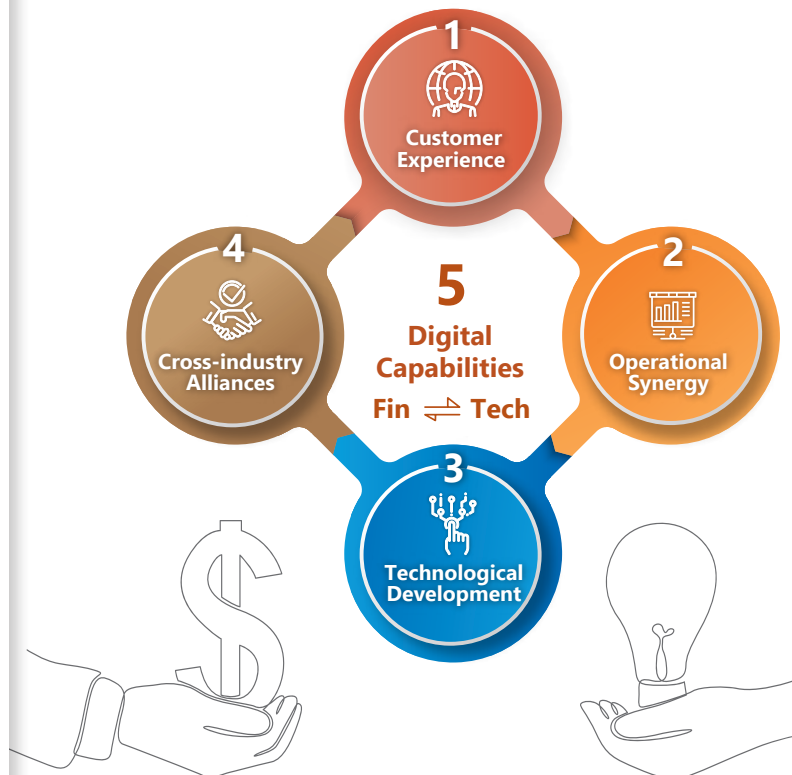 1
Customer
Experience
2
Operational
Synergy
3
Technological
Development
4
Cross-industry
Alliances
5
Digital
Capabilities
Fin ⇌ Tech